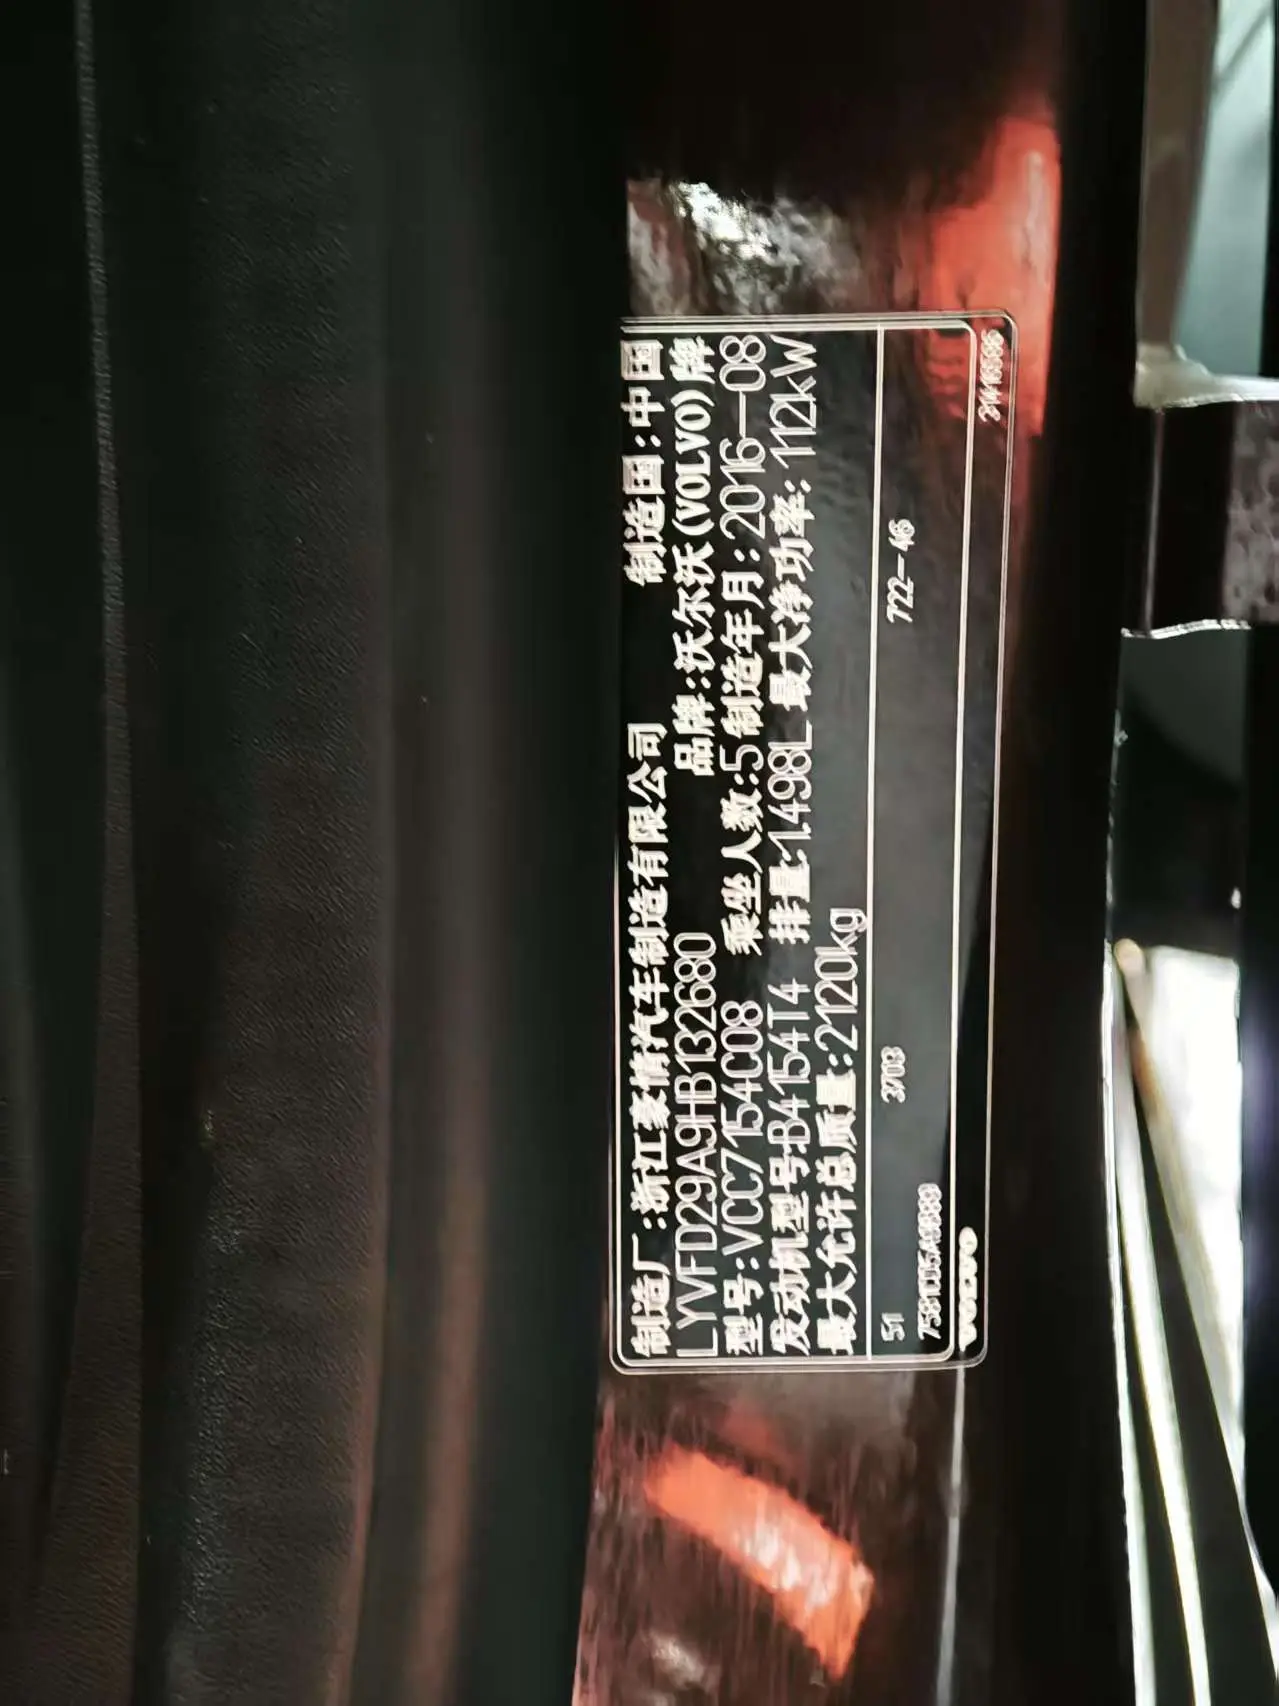 制造厂:浙江豪情汽车制造有限公司 制造国:中国
LYVFD29A9HB132680 品牌:沃尔沃(VOLVO)牌
型号:VCC7154C08 乘坐人数:5 制造年月:2016-08
发动机型号:B4154T4 排量:1.498L 最大净功率:112kW
最大允许总质量:2120kg
51 3703 722-46
VOLVO